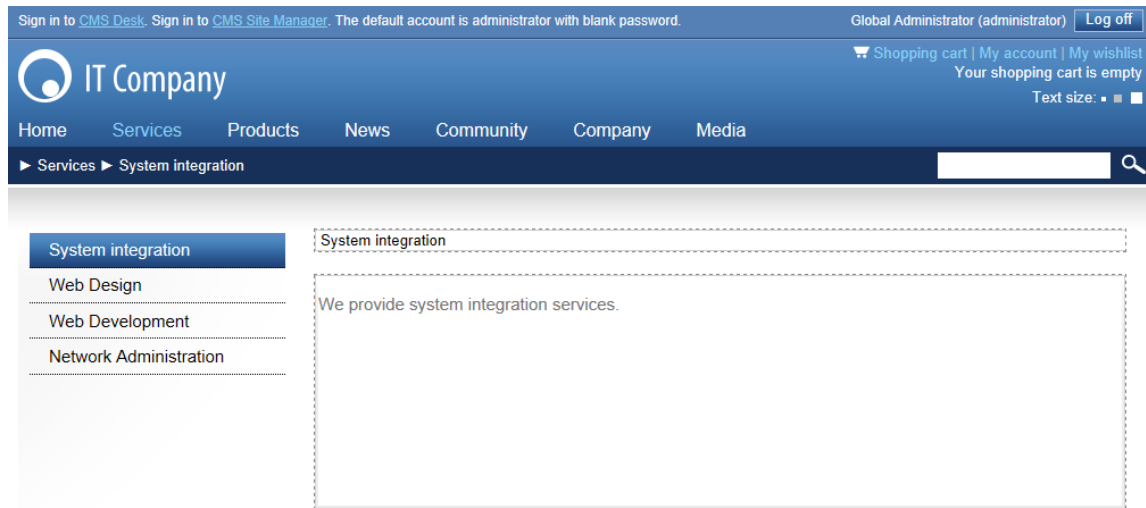 Sign in to CMS Desk. Sign in to CMS Site Manager. The default account is administrator with blank password.
Global Administrator (administrator) Log off
Shopping cart | My account | My wishlist
IT Company
Your shopping cart is empty
Text size:
Home Services Products News Community Company Media
► Services ► System integration
System integration
Web Design
Web Development
Network Administration
System integration
We provide system integration services.